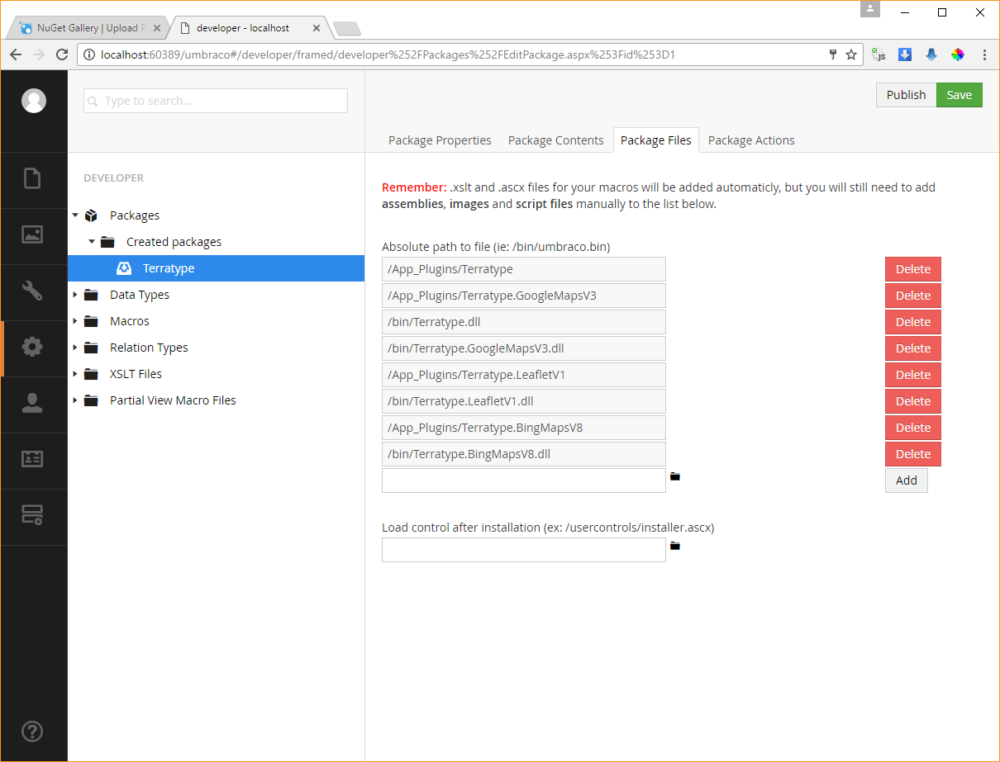 NuGet Gallery | Upload P
developer - localhost
localhost:60389/umbraco#/developer/framed/developer%252FPackages%252FEditPackage.aspx%253Fid%253D1
js
Type to search...
Publish
Save
Package Properties
Package Contents
Package Files
Package Actions
DEVELOPER
Packages
Created packages
Terratype
Data Types
Macros
Relation Types
XSLT Files
Partial View Macro Files
Remember: .xslt and .ascx files for your macros will be added automaticly, but you will still need to add
assemblies, images and script files manually to the list below.
Absolute path to file (ie: /bin/umbraco.bin)
/App_Plugins/Terratype Delete
/App_Plugins/Terratype.GoogleMapsV3 Delete
/bin/Terratype.dll Delete
/bin/Terratype.GoogleMapsV3.dll Delete
/App_Plugins/Terratype.LeafletV1 Delete
/bin/Terratype.LeafletV1.dll Delete
/App_Plugins/Terratype.BingMapsV8 Delete
/bin/Terratype.BingMapsV8.dll Delete
Add
Load control after installation (ex: /usercontrols/installer.ascx)